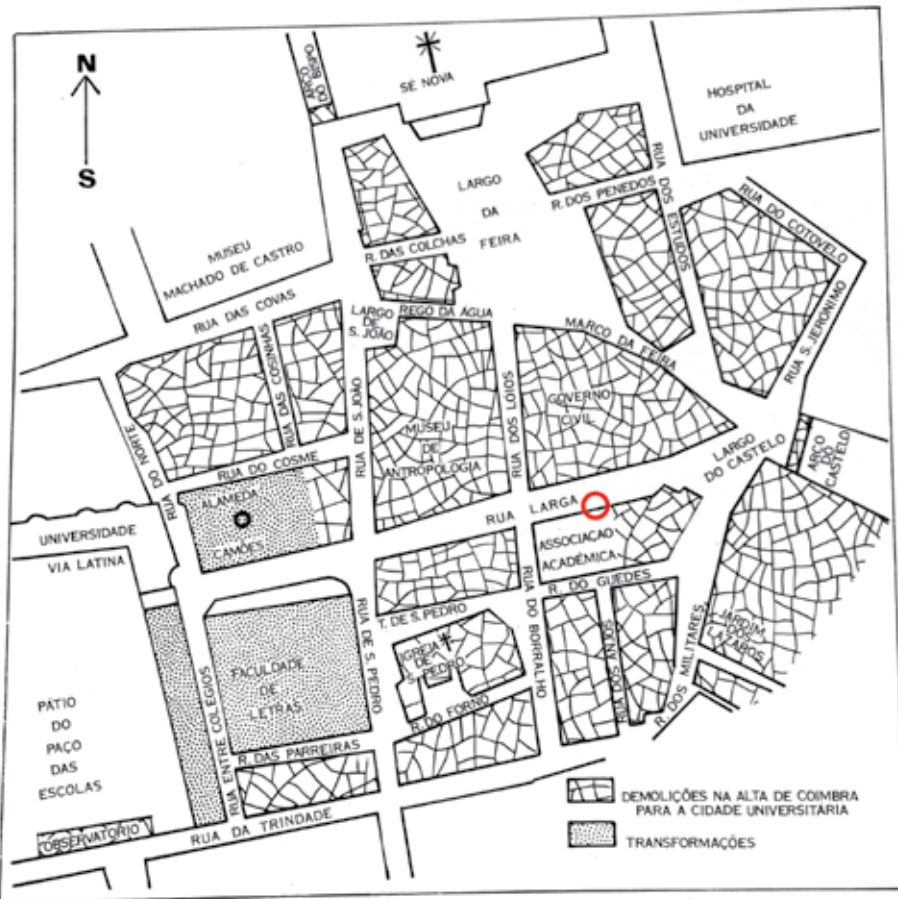 N
S
ARCO
DO BISPO
SÉ NOVA
HOSPITAL
DA
UNIVERSIDADE
LARGO
DA
FEIRA
R. DOS PENEDOS
RUA DOS ESTUDOS
RUA DO COTOVELO
RUA S. JERONIMO
MUSEU
MACHADO DE CASTRO
R. DAS COLCHAS
RUA DAS COVAS
LARGO
DE
S. JOÃO
REGO DA ÁGUA
MARCO DA FEIRA
RUA DAS COSINHAS
RUA DE S. JOÃO
MUSEU
DE
ANTROPOLOGIA
RUA DOS LOIOS
GOVERNO
CIVIL
LARGO
DO CASTELO
ARCO
DO
CASTELO
RUA DO NORTE
RUA DO COSME
ALAMEDA
CAMÕES
RUA LARGA
UNIVERSIDADE
VIA LATINA
ASSOCIAÇAO
ACADÉMICA
R. DO GUEDES
T. DE S. PEDRO
RUA DE S. PEDRO
IGREJA
DE
S. PEDRO
RUA DO BORRALHO
RUA DOS ANJOS
R. DOS MILITARES
JARDIM
DOS
LAZAROS
FACULDADE
DE
LETRAS
PÁTIO
DO
PAÇO
DAS
ESCOLAS
RUA ENTRE COLEGIOS
R. DO FORNO
R. DAS PARREIRAS
OBSERVATÓRIO
RUA DA TRINDADE
DEMOLIÇÕES NA ALTA DE COIMBRA
PARA A CIDADE UNIVERSITÁRIA
TRANSFORMAÇÕES